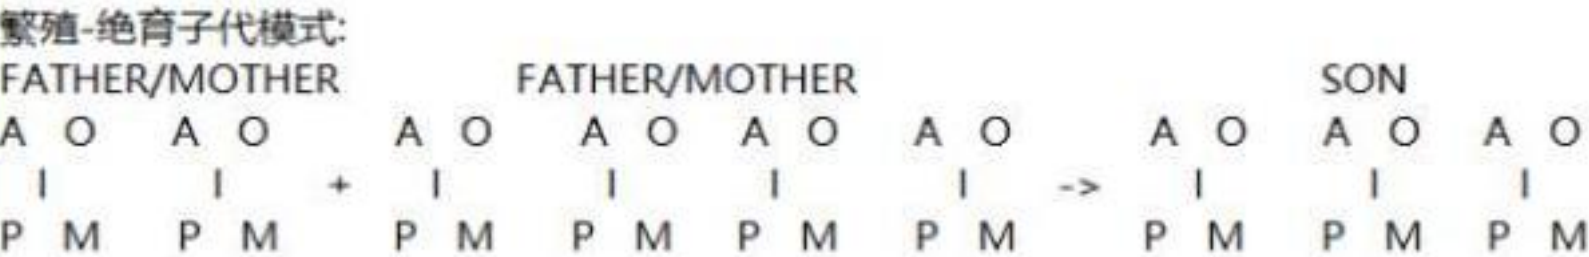 繁殖-绝育子代模式:
FATHER/MOTHER FATHER/MOTHER SON
A O A O A O A O A O A O A O A O A O
I I + I I I I -> I I I
P M P M P M P M P M P M P M P M P M